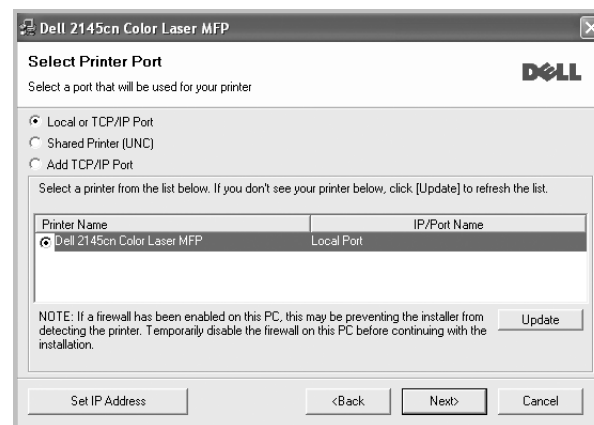 Dell 2145cn Color Laser MFP
Select Printer Port
Select a port that will be used for your printer
DELL
Local or TCP/IP Port
Shared Printer (UNC)
Add TCP/IP Port
Select a printer from the list below. If you don't see your printer below, click [Update] to refresh the list.
Printer Name IP/Port Name
Dell 2145cn Color Laser MFP Local Port
NOTE: If a firewall has been enabled on this PC, this may be preventing the installer from
detecting the printer. Temporarily disable the firewall on this PC before continuing with the
installation.
Update
Set IP Address <Back Next> Cancel